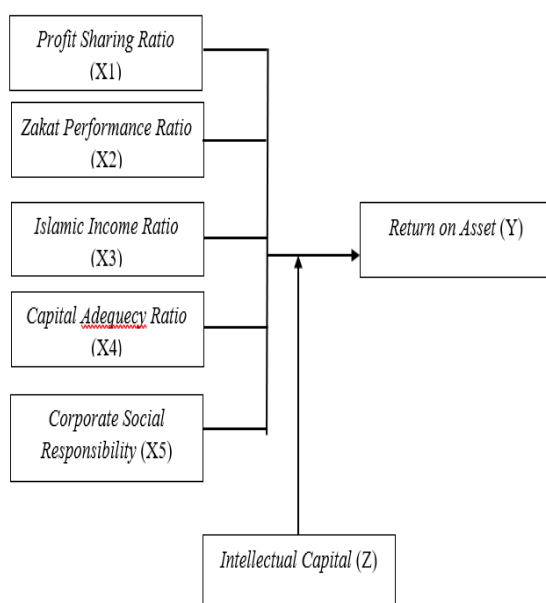 Profit Sharing Ratio
(X1)
Zakat Performance Ratio
(X2)
Islamic Income Ratio
(X3)
Capital Adequecy Ratio
(X4)
Corporate Social
Responsibility (X5)
Return on Asset (Y)
Intellectual Capital (Z)